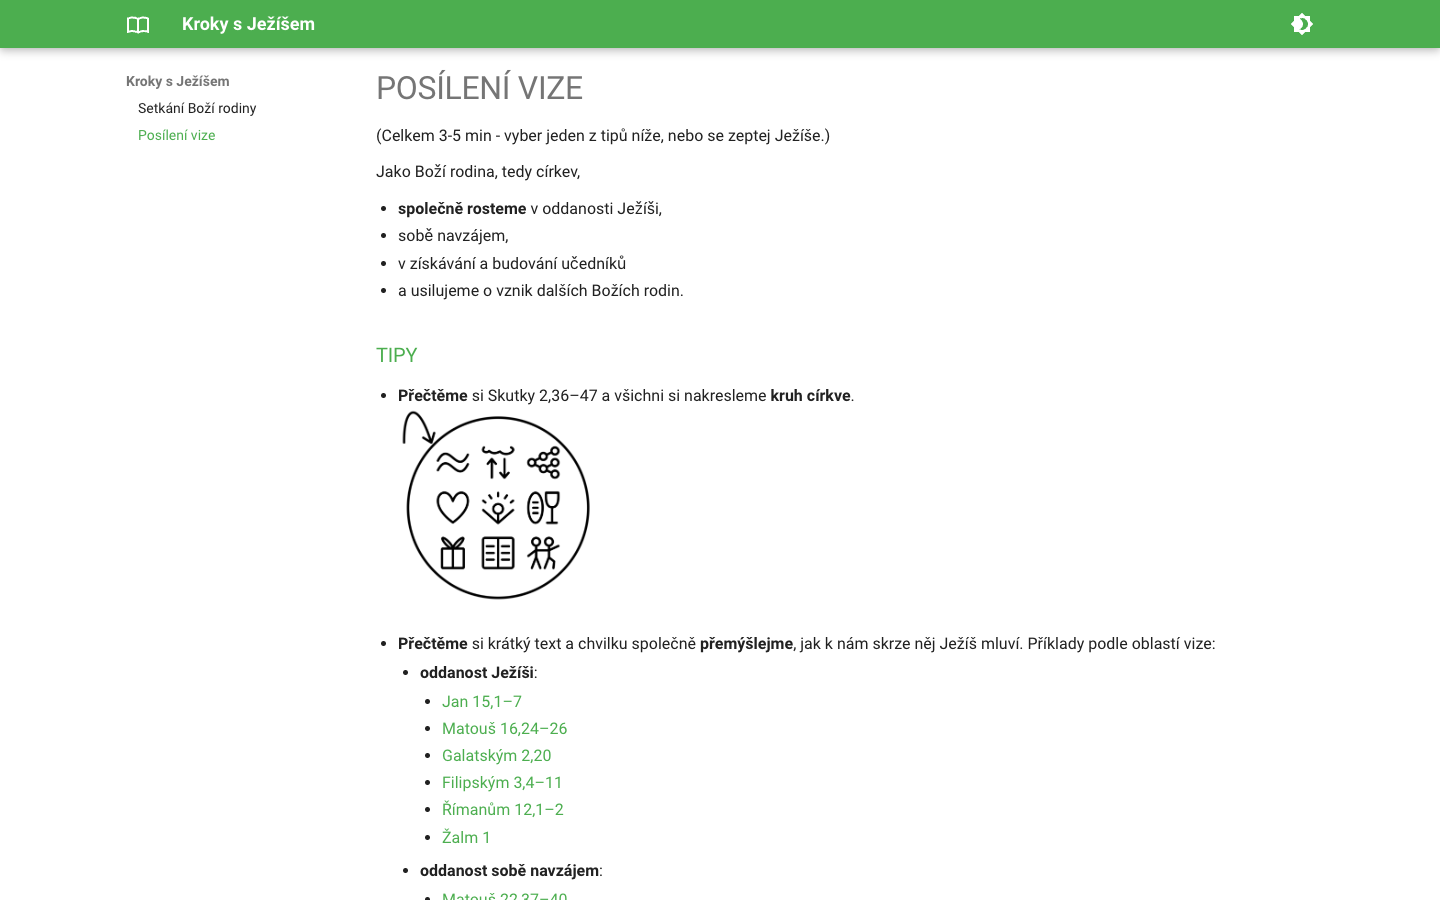 Kroky s Ježíšem
Kroky s Ježíšem
Setkání Boží rodiny
Posílení vize
POSÍLENÍ VIZE
(Celkem 3-5 min - vyber jeden z tipů níže, nebo se zeptej Ježíše.)
Jako Boží rodina, tedy církev,
společně rosteme v oddanosti Ježíši,
sobě navzájem,
v získávání a budování učedníků
a usilujeme o vznik dalších Božích rodin.
TIPY
Přečtěme si Skutky 2,36–47 a všichni si nakresleme kruh církve.
Přečtěme si krátký text a chvilku společně přemýšlejme, jak k nám skrze něj Ježíš mluví. Příklady podle oblastí vize:
oddanost Ježíši:
Jan 15,1–7
Matouš 16,24–26
Galatským 2,20
Filipským 3,4–11
Římanům 12,1–2
Žalm 1
oddanost sobě navzájem:
Matouš 22,37–40